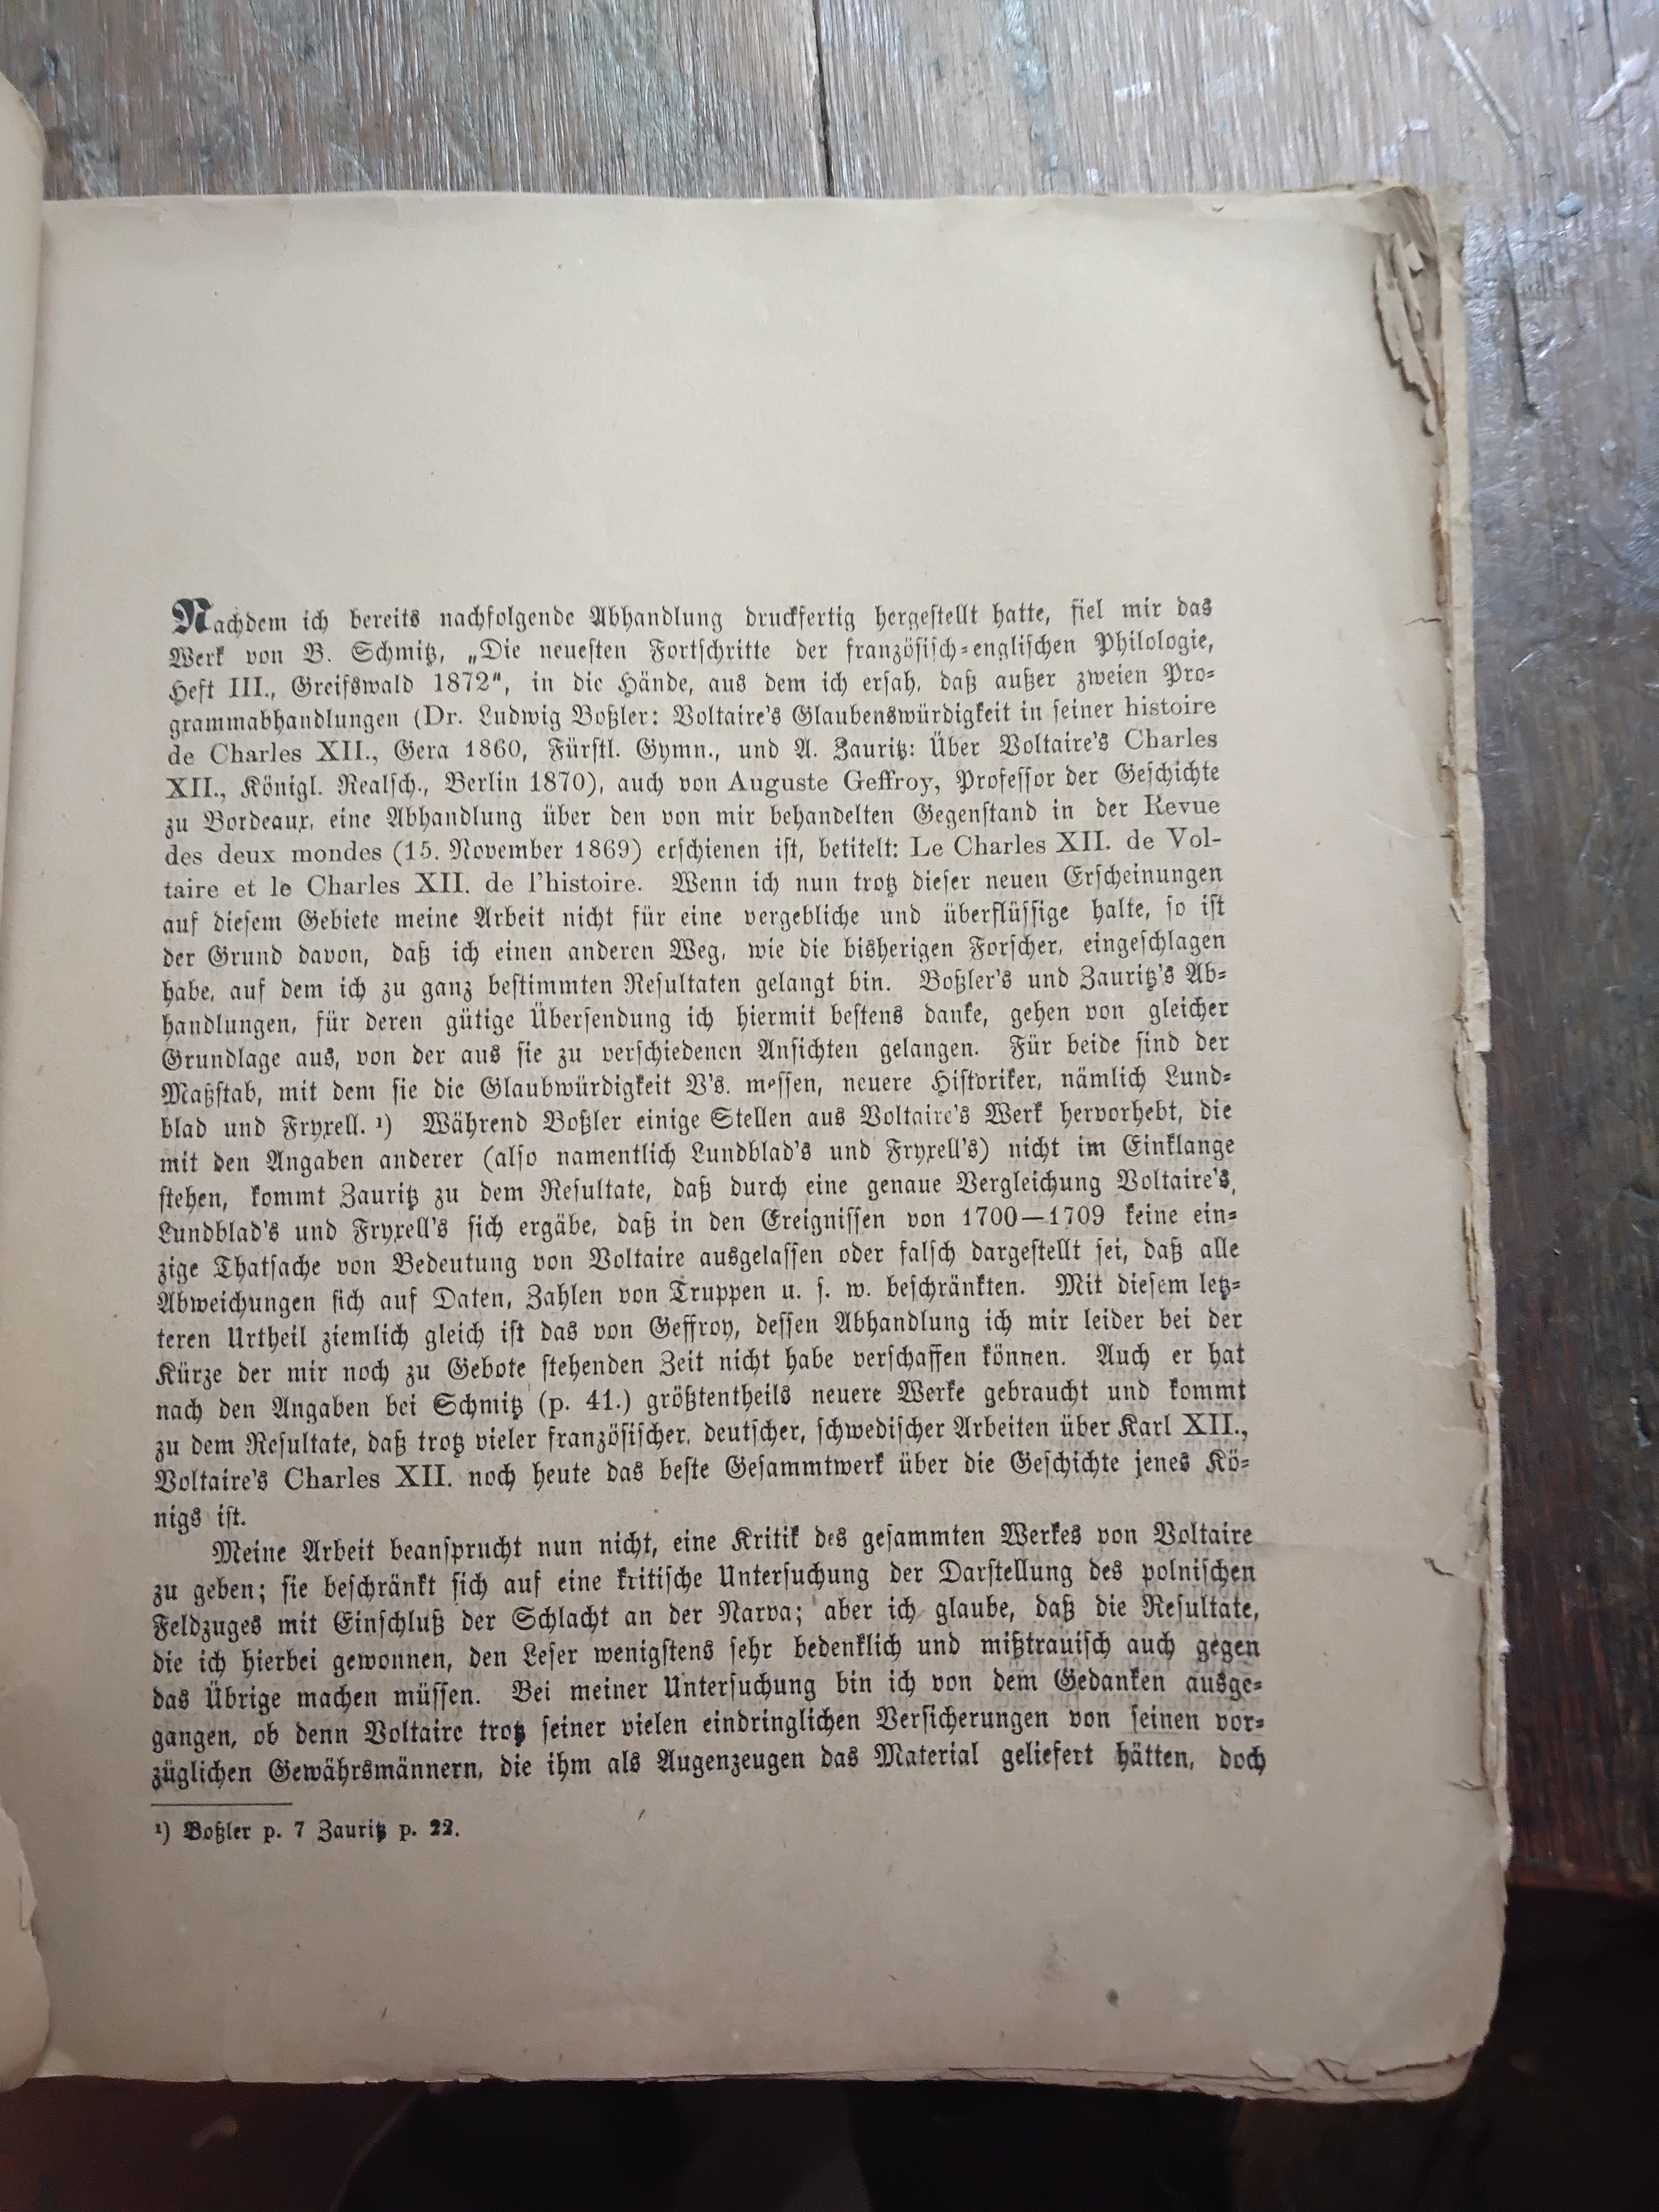 Nachdem ich bereits nachfolgende Abhandlung druckfertig hergestellt hatte, fiel mir das
Werk von B. Schmitz, „Die neuesten Fortschritte der französisch-englischen Philologie,
Heft III., Greifswald 1872“, in die Hände, aus dem ich ersah, daß außer zweien Pro-
grammabhandlungen (Dr. Ludwig Boßler: Voltaire's Glaubenswürdigkeit in seiner histoire
de Charles XII., Gera 1860, Fürstl. Gymn., und A. Zauritz: Über Voltaire's Charles
XII., Königl. Realsch., Berlin 1870), auch von Auguste Geffroy, Professor der Geschichte
zu Bordeaux, eine Abhandlung über den von mir behandelten Gegenstand in der Revue
des deux mondes (15. November 1869) erschienen ist, betitelt: Le Charles XII. de Vol-
taire et le Charles XII. de l'histoire. Wenn ich nun trotz dieser neuen Erscheinungen
auf diesem Gebiete meine Arbeit nicht für eine vergebliche und überflüssige halte, so ist
der Grund davon, daß ich einen anderen Weg, wie die bisherigen Forscher, eingeschlagen
habe, auf dem ich zu ganz bestimmten Resultaten gelangt bin. Boßler's und Zauritz's Ab-
handlungen, für deren gütige Übersendung ich hiermit bestens danke, gehen von gleicher
Grundlage aus, von der aus sie zu verschiedenen Ansichten gelangen. Für beide sind der
Maßstab, mit dem sie die Glaubwürdigkeit V's. messen, neuere Historiker, nämlich Lund-
blad und Fryxell. ¹) Während Boßler einige Stellen aus Voltaire's Werk hervorhebt, die
mit den Angaben anderer (also namentlich Lundblad's und Fryxell's) nicht im Einklange
stehen, kommt Zauritz zu dem Resultate, daß durch eine genaue Vergleichung Voltaire's,
Lundblad's und Fryxell's sich ergäbe, daß in den Ereignissen von 1700—1709 keine ein-
zige Thatsache von Bedeutung von Voltaire ausgelassen oder falsch dargestellt sei, daß alle
Abweichungen sich auf Daten, Zahlen von Truppen u. s. w. beschränkten. Mit diesem letz-
teren Urtheil ziemlich gleich ist das von Geffroy, dessen Abhandlung ich mir leider bei der
Kürze der mir noch zu Gebote stehenden Zeit nicht habe verschaffen können. Auch er hat
nach den Angaben bei Schmitz (p. 41.) größtentheils neuere Werke gebraucht und kommt
zu dem Resultate, daß trotz vieler französischer, deutscher, schwedischer Arbeiten über Karl XII.,
Voltaire's Charles XII. noch heute das beste Gesammtwerk über die Geschichte jenes Kö-
nigs ist.
Meine Arbeit beansprucht nun nicht, eine Kritik des gesammten Werkes von Voltaire
zu geben; sie beschränkt sich auf eine kritische Untersuchung der Darstellung des polnischen
Feldzuges mit Einschluß der Schlacht an der Narva; aber ich glaube, daß die Resultate,
die ich hierbei gewonnen, den Leser wenigstens sehr bedenklich und mißtrauisch auch gegen
das Übrige machen müssen. Bei meiner Untersuchung bin ich von dem Gedanken ausge-
gangen, ob denn Voltaire trotz seiner vielen eindringlichen Versicherungen von seinen vor-
züglichen Gewährsmännern, die ihm als Augenzeugen das Material geliefert hätten, doch
¹) Boßler p. 7 Zauritz p. 22.